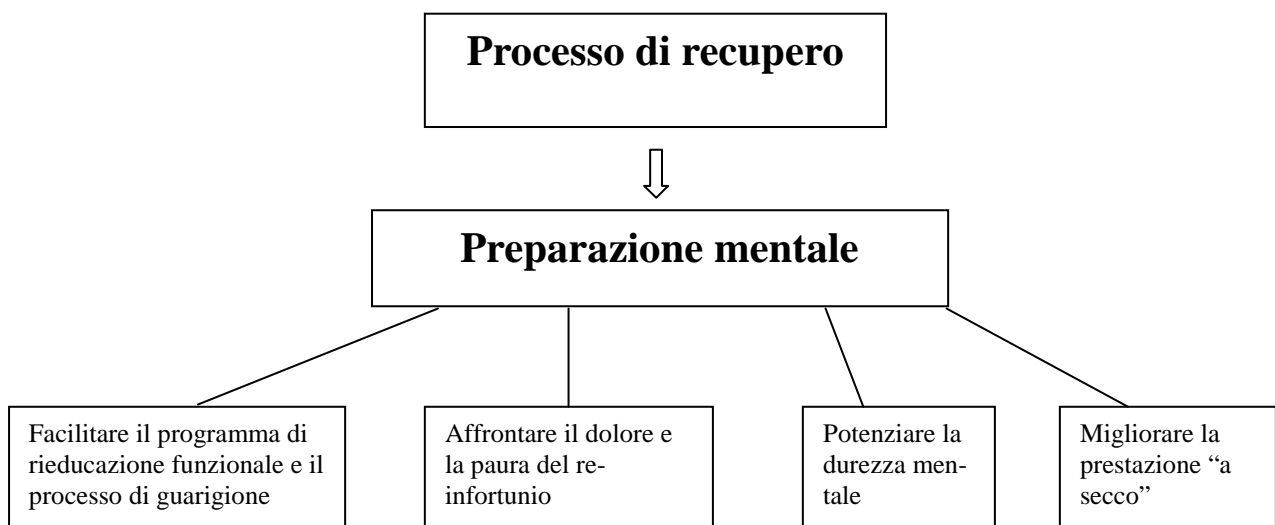 Processo di recupero
Preparazione mentale
Facilitare il programma di
rieducazione funzionale e il
processo di guarigione
Affrontare il dolore e
la paura del re-
infortunio
Potenziare la
durezza men-
tale
Migliorare la
prestazione “a
secco”